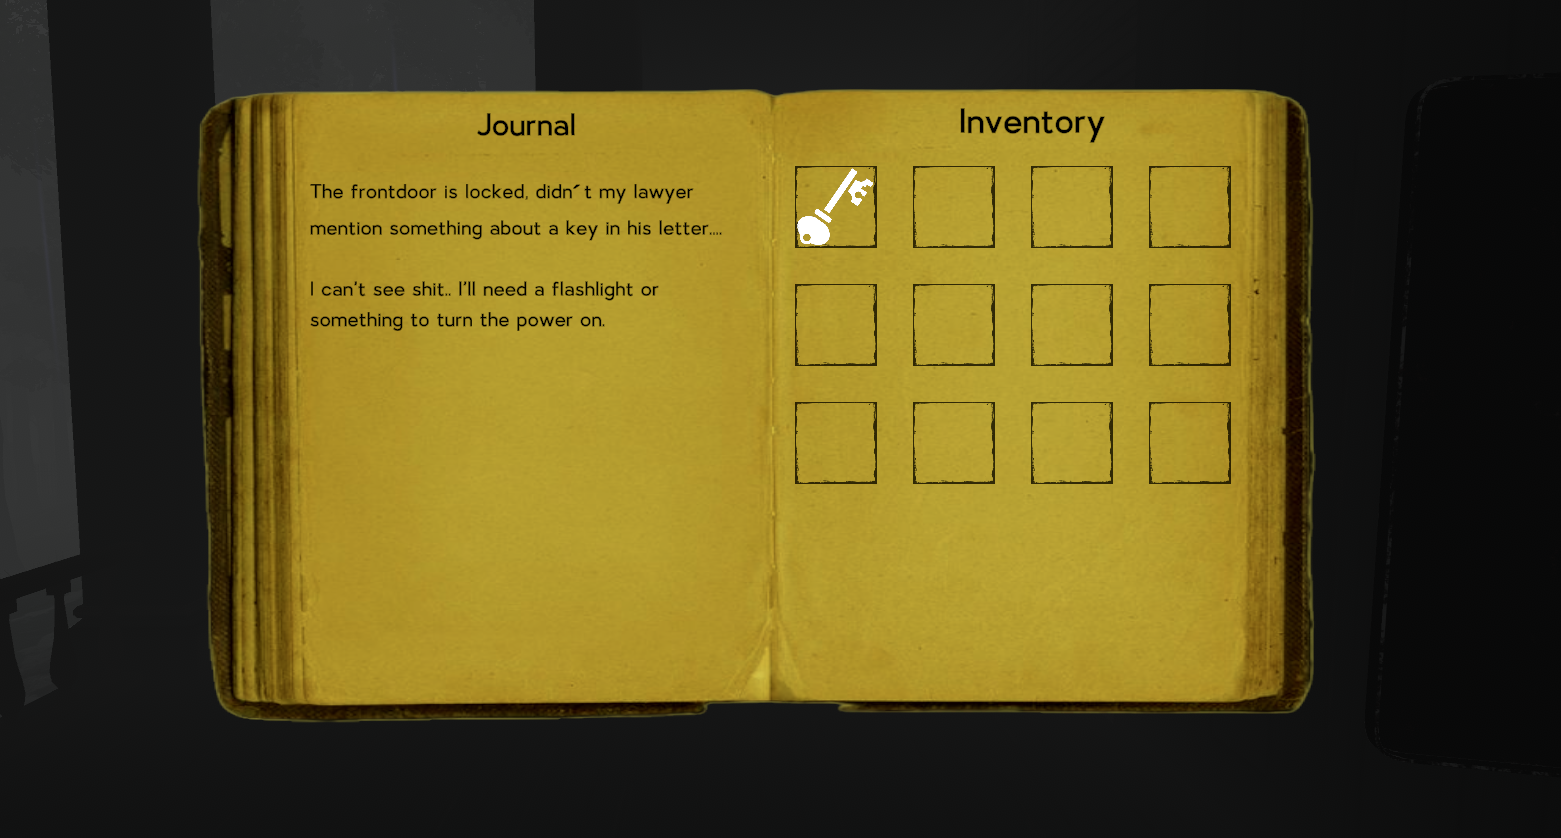 Journal
The frontdoor is locked, didn´t my lawyer
mention something about a key in his letter....
I can't see shit.. I'll need a flashlight or
something to turn the power on.
Inventory